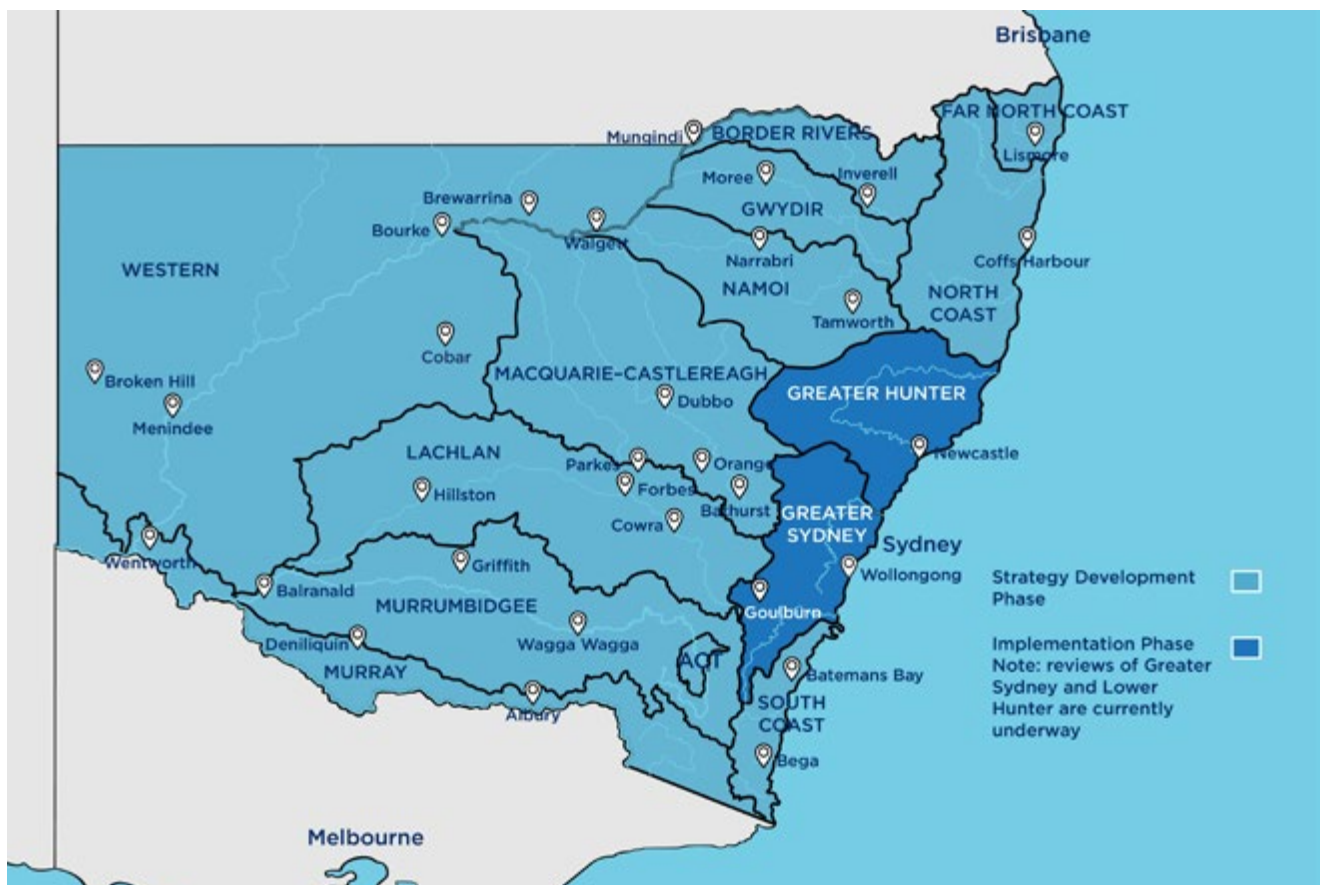 Brisbane
FAR NORTH COAST
Mungindi
BORDER RIVERS
Lismore
Moree
Inverell
Brewarrina
GWYDIR
Bourke
Walgett
Narrabri
Coffs Harbour
WESTERN
NAMOI
NORTH
COAST
Tamworth
Cobar
MACQUARIE–CASTLEREAGH
Broken Hill
GREATER HUNTER
Dubbo
Menindee
LACHLAN
Newcastle
Parkes
Orange
Hillston
Forbes
Bathurst
GREATER
SYDNEY
Cowra
Sydney
Wentworth
Griffith
Wollongong
Balranald
Goulburn
MURRUMBIDGEE
Deniliquin
Wagga Wagga
ACT
MURRAY
Batemans Bay
SOUTH
COAST
Albury
Bega
Melbourne
Strategy Development
Phase
Implementation Phase
Note: reviews of Greater
Sydney and Lower
Hunter are currently
underway